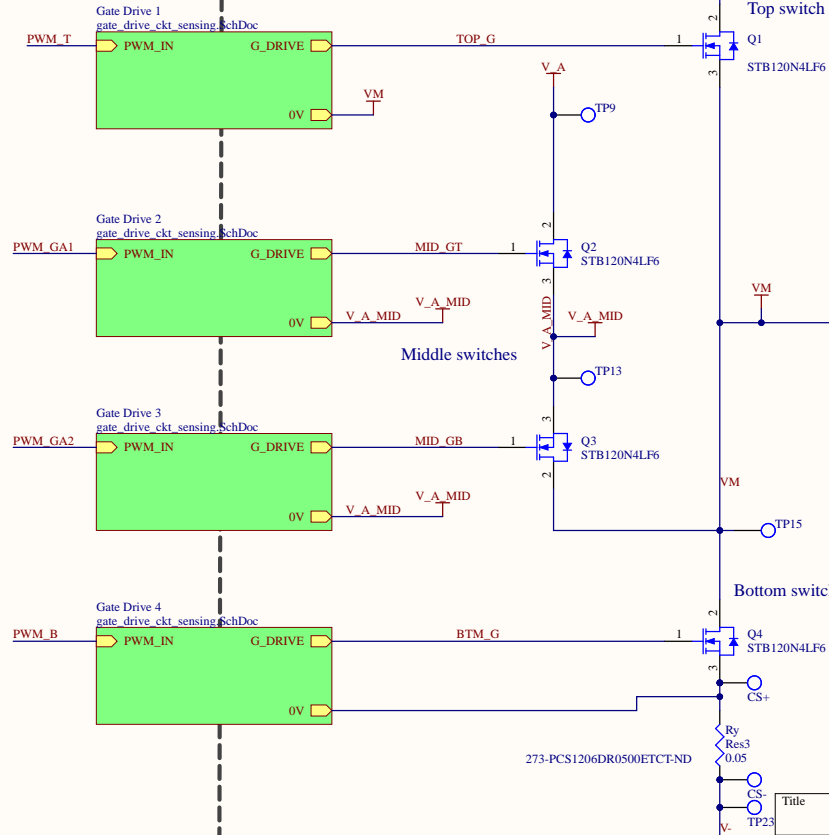 Top switch
Gate Drive 1
gate_drive_ckt_sensing.SchDoc
PWM_T
PWM_IN
G_DRIVE
TOP_G
1
2
3
Q1
STB120N4LF6
0V
VM
V_A
TP9
Gate Drive 2
gate_drive_ckt_sensing.SchDoc
PWM_GA1
PWM_IN
G_DRIVE
MID_GT
1
2
3
Q2
STB120N4LF6
0V
V_A_MID
V_A_MID
V_A_MID
V_A_MID
VM
Middle switches
TP13
Gate Drive 3
gate_drive_ckt_sensing.SchDoc
PWM_GA2
PWM_IN
G_DRIVE
MID_GB
1
3
2
Q3
STB120N4LF6
0V
V_A_MID
V_A_MID
VM
TP15
Bottom
Gate Drive 4
gate_drive_ckt_sensing.SchDoc
PWM_B
PWM_IN
G_DRIVE
BTM_G
1
2
3
Q4
STB120N4LF6
0V
CS+
Ry
Res3
0.05
273-PCS1206DR0500ETCT-ND
CS-
TP23
V-
Title